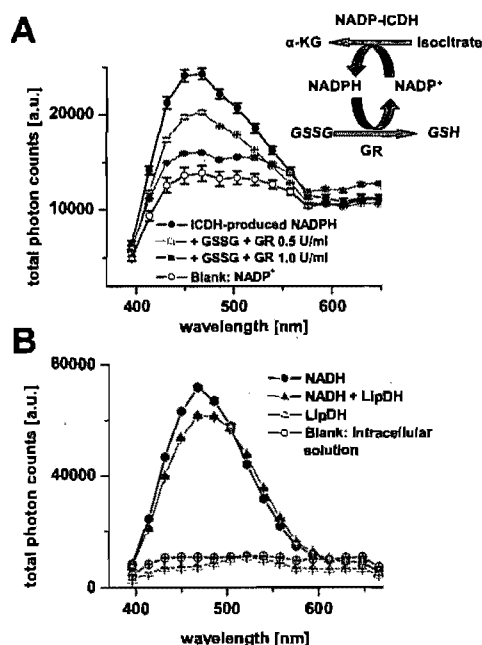 A
NADP-ICDH
α-KG
Isocitrate
NADPH
NADP+
GSSG
GSH
GR
total photon counts [a.u.]
20000
10000
ICDH-produced NADPH
+ GSSG + GR 0.5 U/ml
+ GSSG + GR 1.0 U/ml
Blank: NADP+
400
500
600
wavelength [nm]
B
total photon counts [a.u.]
80000
40000
0
NADH
NADH + LipDH
LipDH
Blank: Intracellular
solution
400
500
600
wavelength [nm]